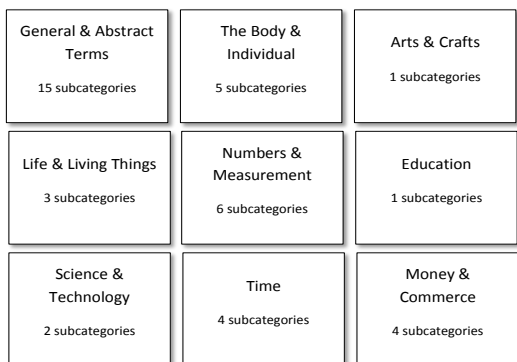 General & Abstract
Terms
15 subcategories
The Body &
Individual
5 subcategories
Arts & Crafts
1 subcategories
Life & Living Things
3 subcategories
Numbers &
Measurement
6 subcategories
Education
1 subcategories
Science &
Technology
2 subcategories
Time
4 subcategories
Money &
Commerce
4 subcategories